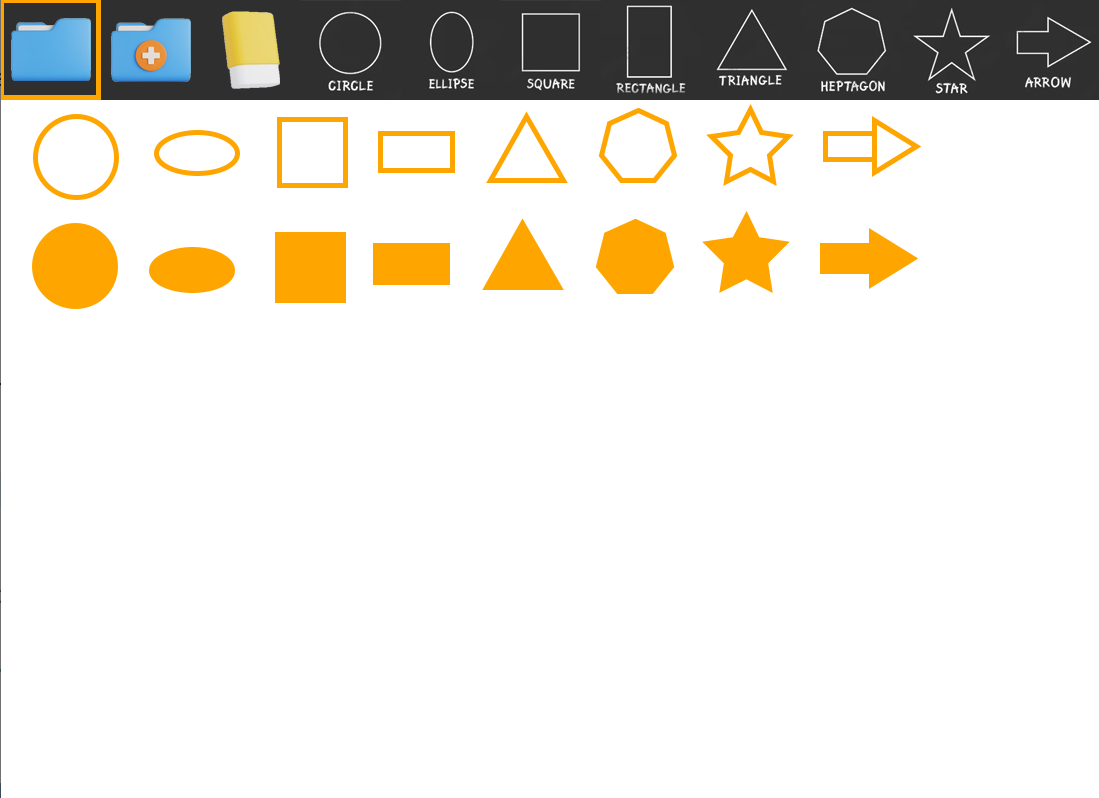 CIRCLE
ELLIPSE
SQUARE
RECTANGLE
TRIANGLE
HEPTAGON
STAR
ARROW